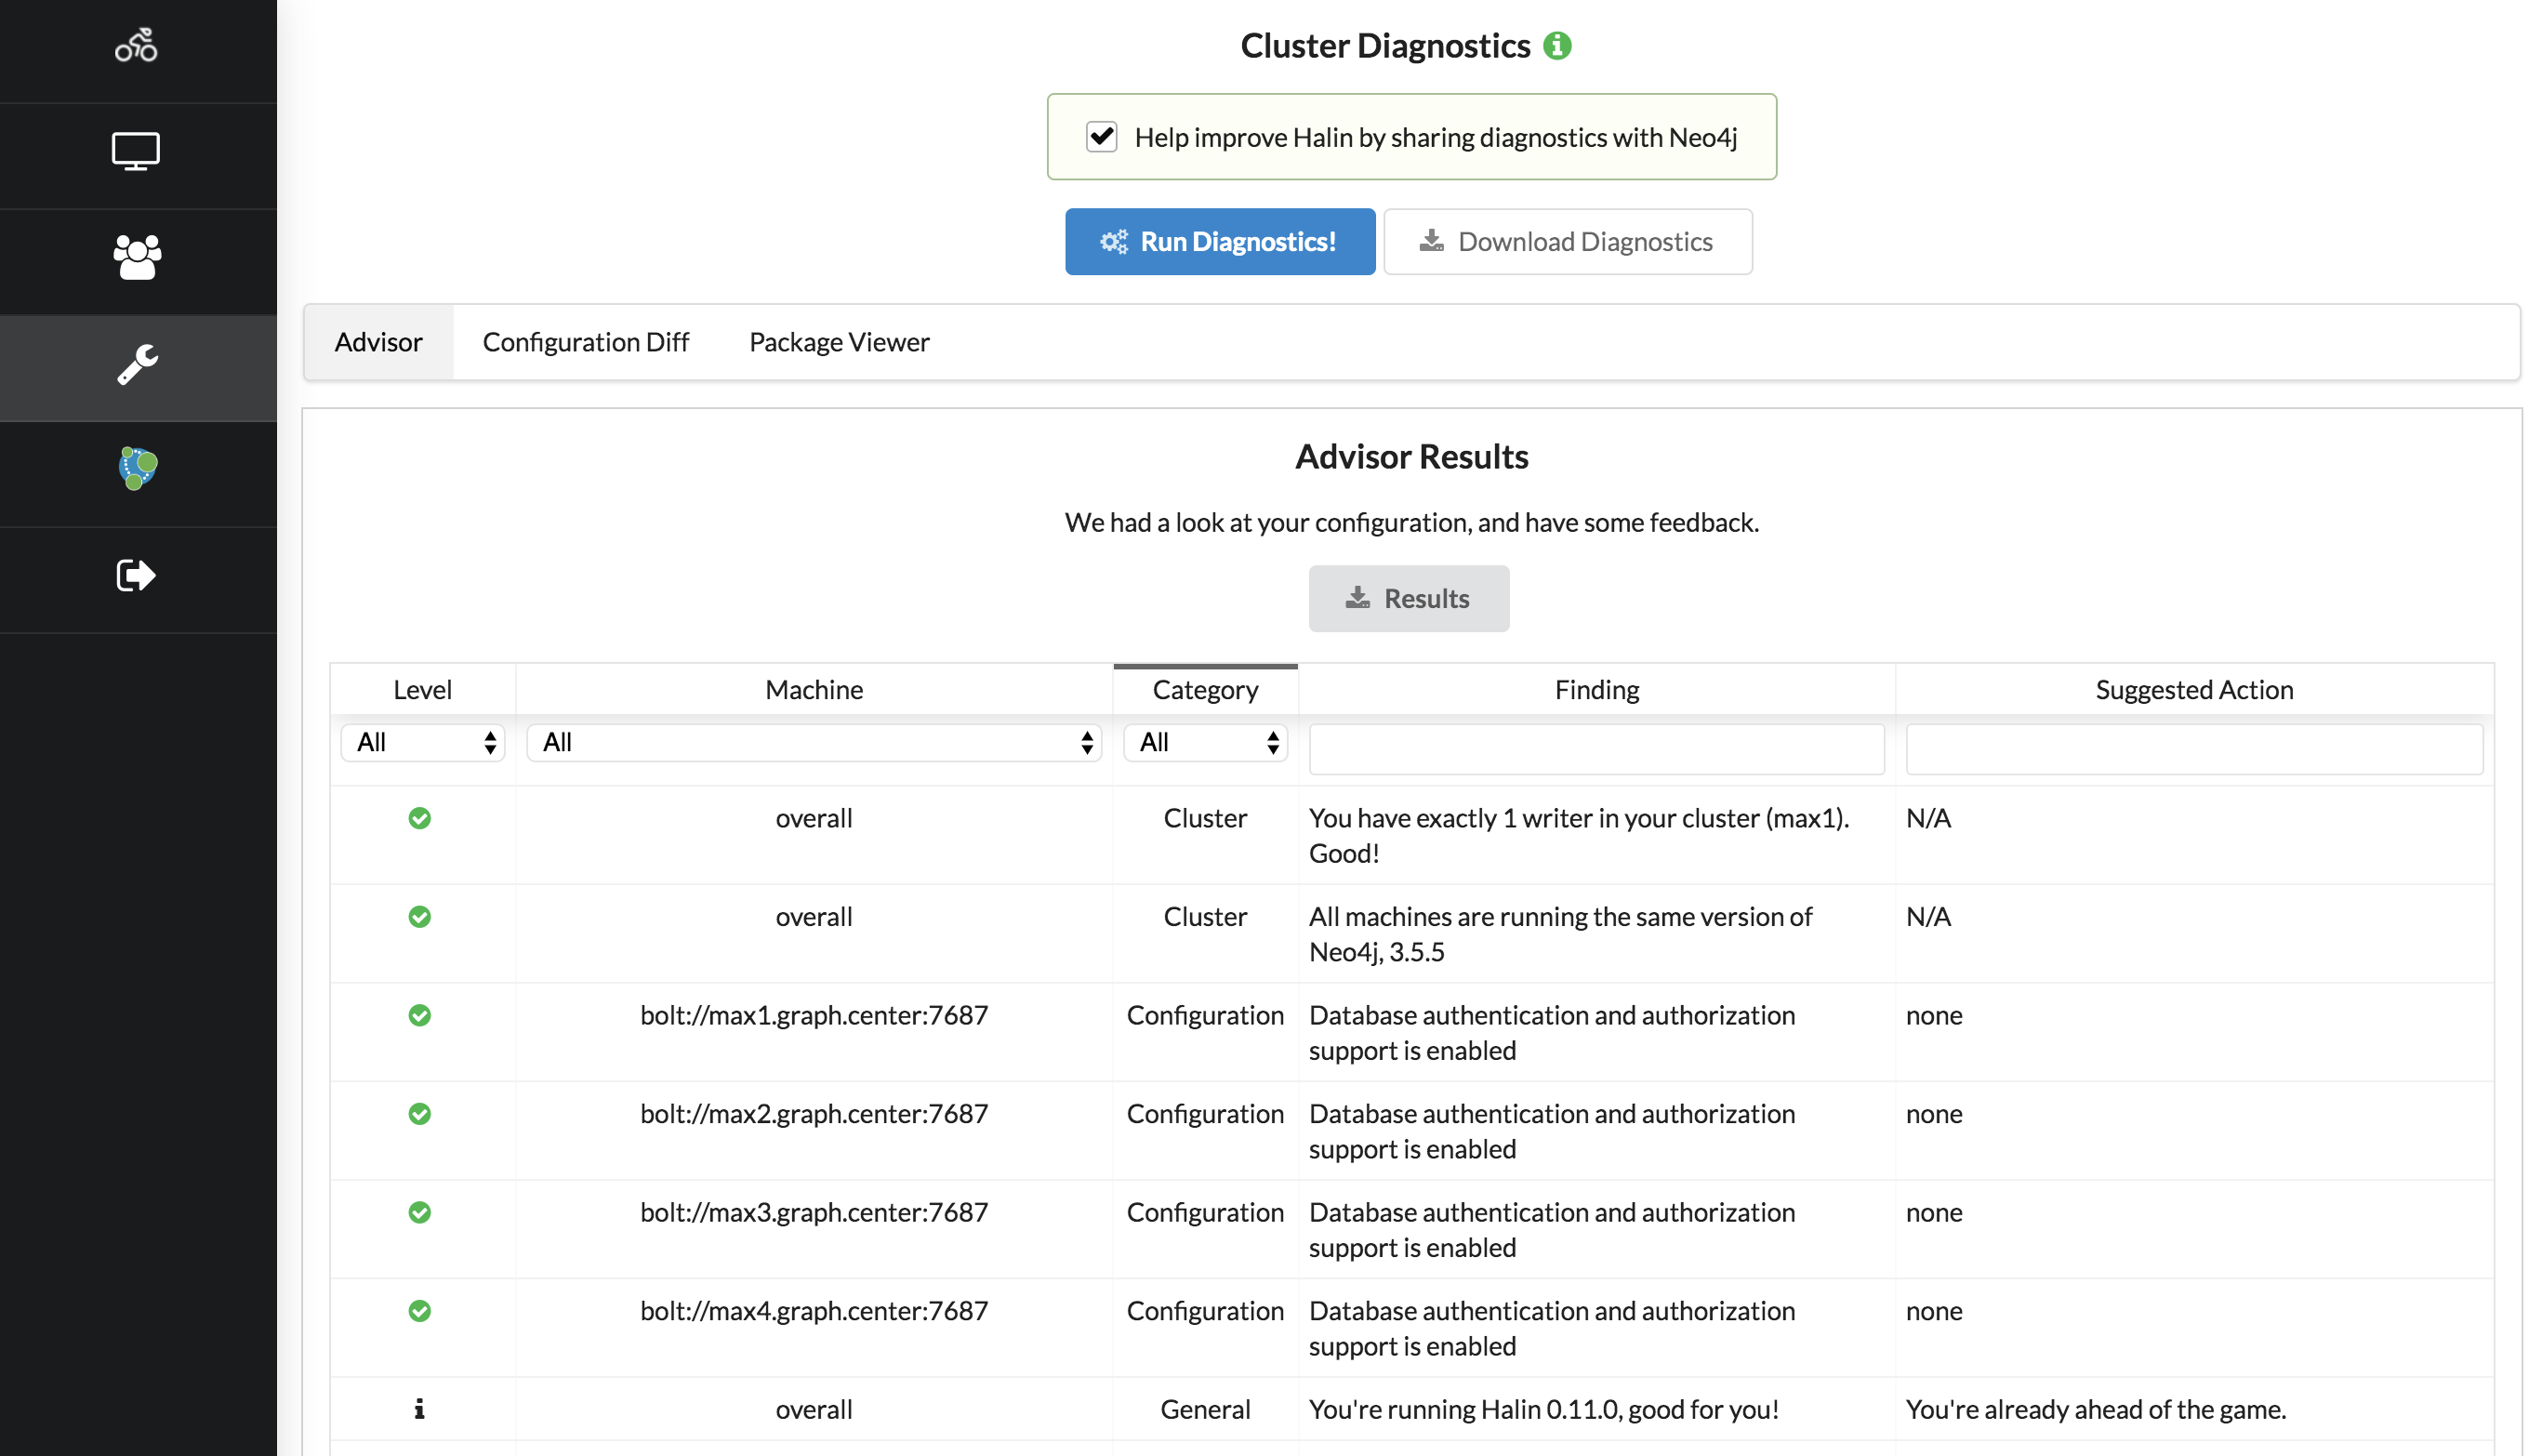 Cluster Diagnostics
Help improve Halin by sharing diagnostics with Neo4j
Run Diagnostics! Download Diagnostics
Advisor Configuration Diff Package Viewer
Advisor Results
We had a look at your configuration, and have some feedback.
Results
Level Machine Category Finding Suggested Action
All All All
overall Cluster You have exactly 1 writer in your cluster (max1). N/A
Good!
overall Cluster All machines are running the same version of N/A
Neo4j, 3.5.5
bolt://max1.graph.center:7687 Configuration Database authentication and authorization none
support is enabled
bolt://max2.graph.center:7687 Configuration Database authentication and authorization none
support is enabled
bolt://max3.graph.center:7687 Configuration Database authentication and authorization none
support is enabled
bolt://max4.graph.center:7687 Configuration Database authentication and authorization none
support is enabled
overall General You're running Halin 0.11.0, good for you! You're already ahead of the game.